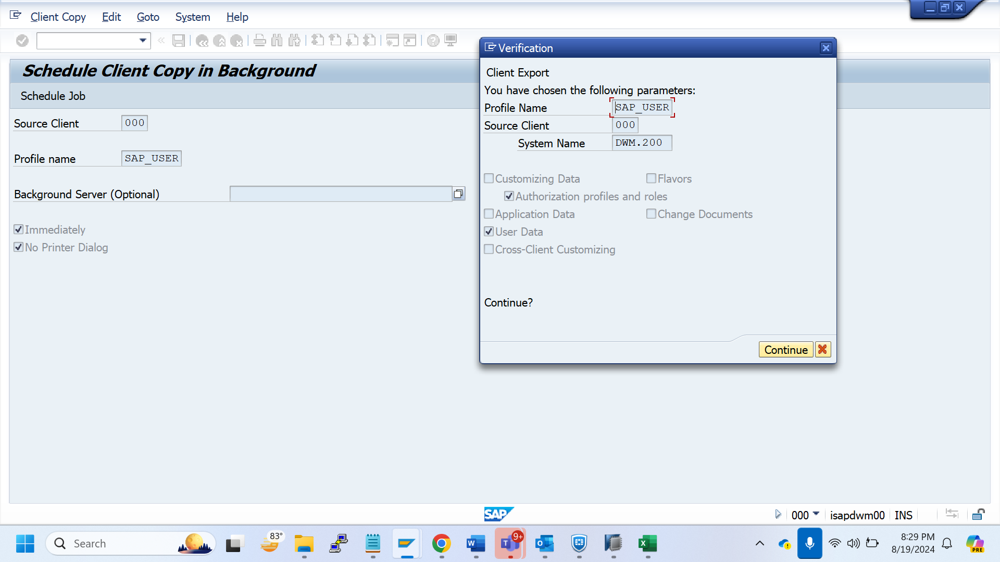 Client Copy Edit Goto System Help
Verification
Schedule Client Copy in Background
Client Export
You have chosen the following parameters:
Schedule Job
Profile Name SAP_USER
Source Client 000
Source Client 000
System Name DWM.200
Profile name SAP_USER
Customizing Data Flavors
Background Server (Optional)
Authorization profiles and roles
Application Data Change Documents
Immediately
User Data
No Printer Dialog
Cross-Client Customizing
Continue?
Continue
SAP
000 isapdwm00 INS
Search
83°
W
T
9+
O
X
8:29 PM
8/19/2024
PRE